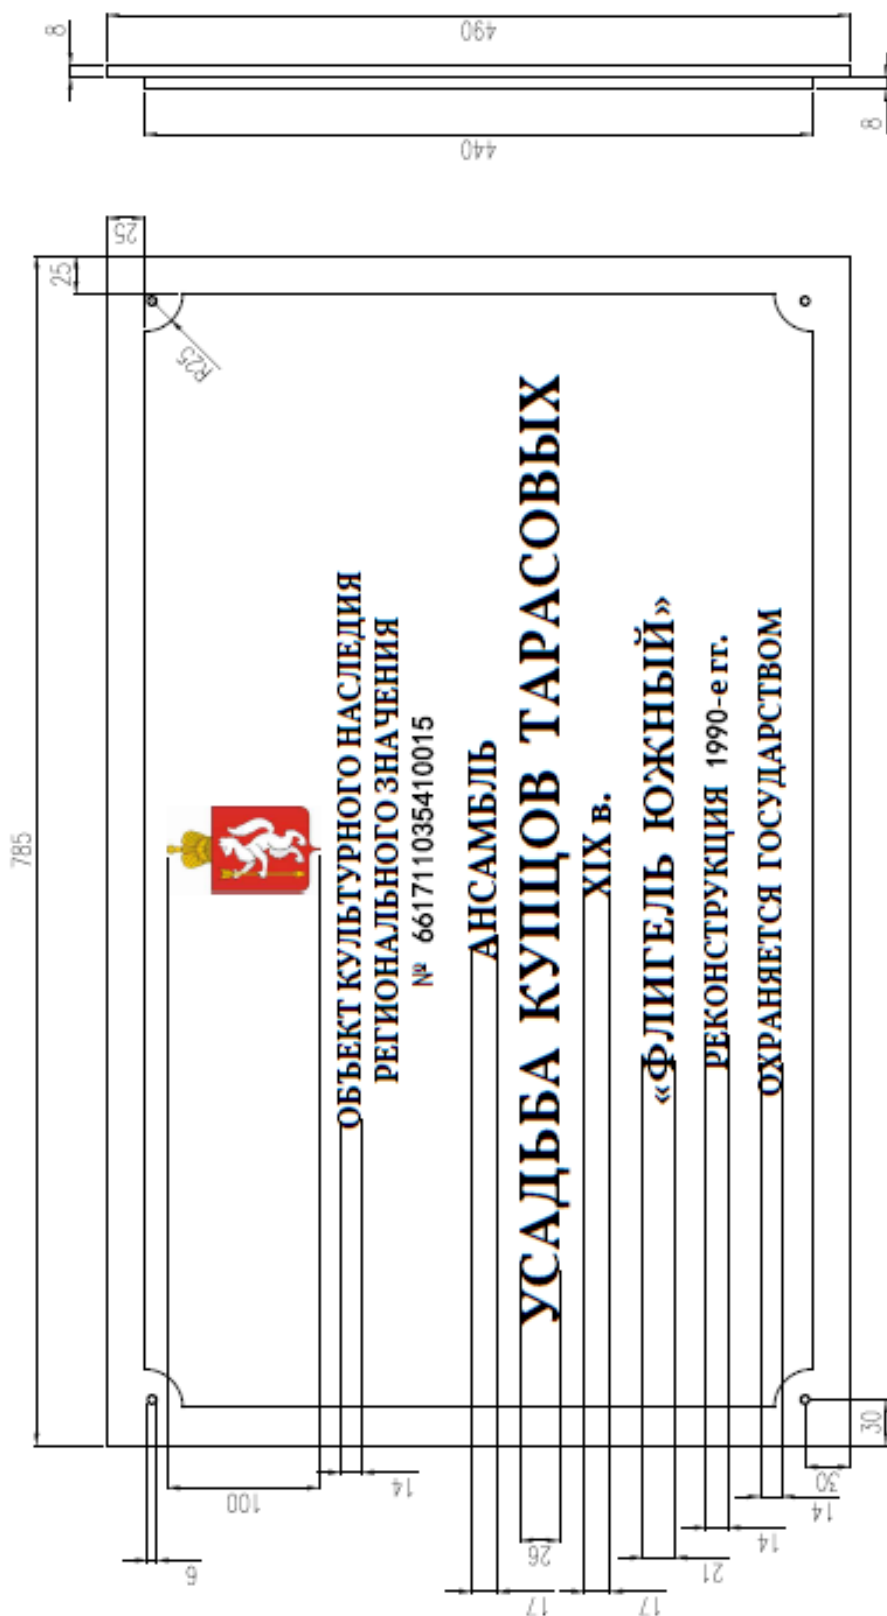 ОБЪЕКТ КУЛЬТУРНОГО НАСЛЕДИЯ
РЕГИОНАЛЬНОГО ЗНАЧЕНИЯ
№ 661711035410015
АНСАМБЛЬ
УСАДЬБА КУПЦОВ ТАРАСОВЫХ
XIX в.
«ФЛИГЕЛЬ ЮЖНЫЙ»
РЕКОНСТРУКЦИЯ 1990-е гг.
ОХРАНЯЕТСЯ ГОСУДАРСТВОМ
785
25
25
R25
490
440
8
8
6
100
14
17
26
17
21
14
14
30
30